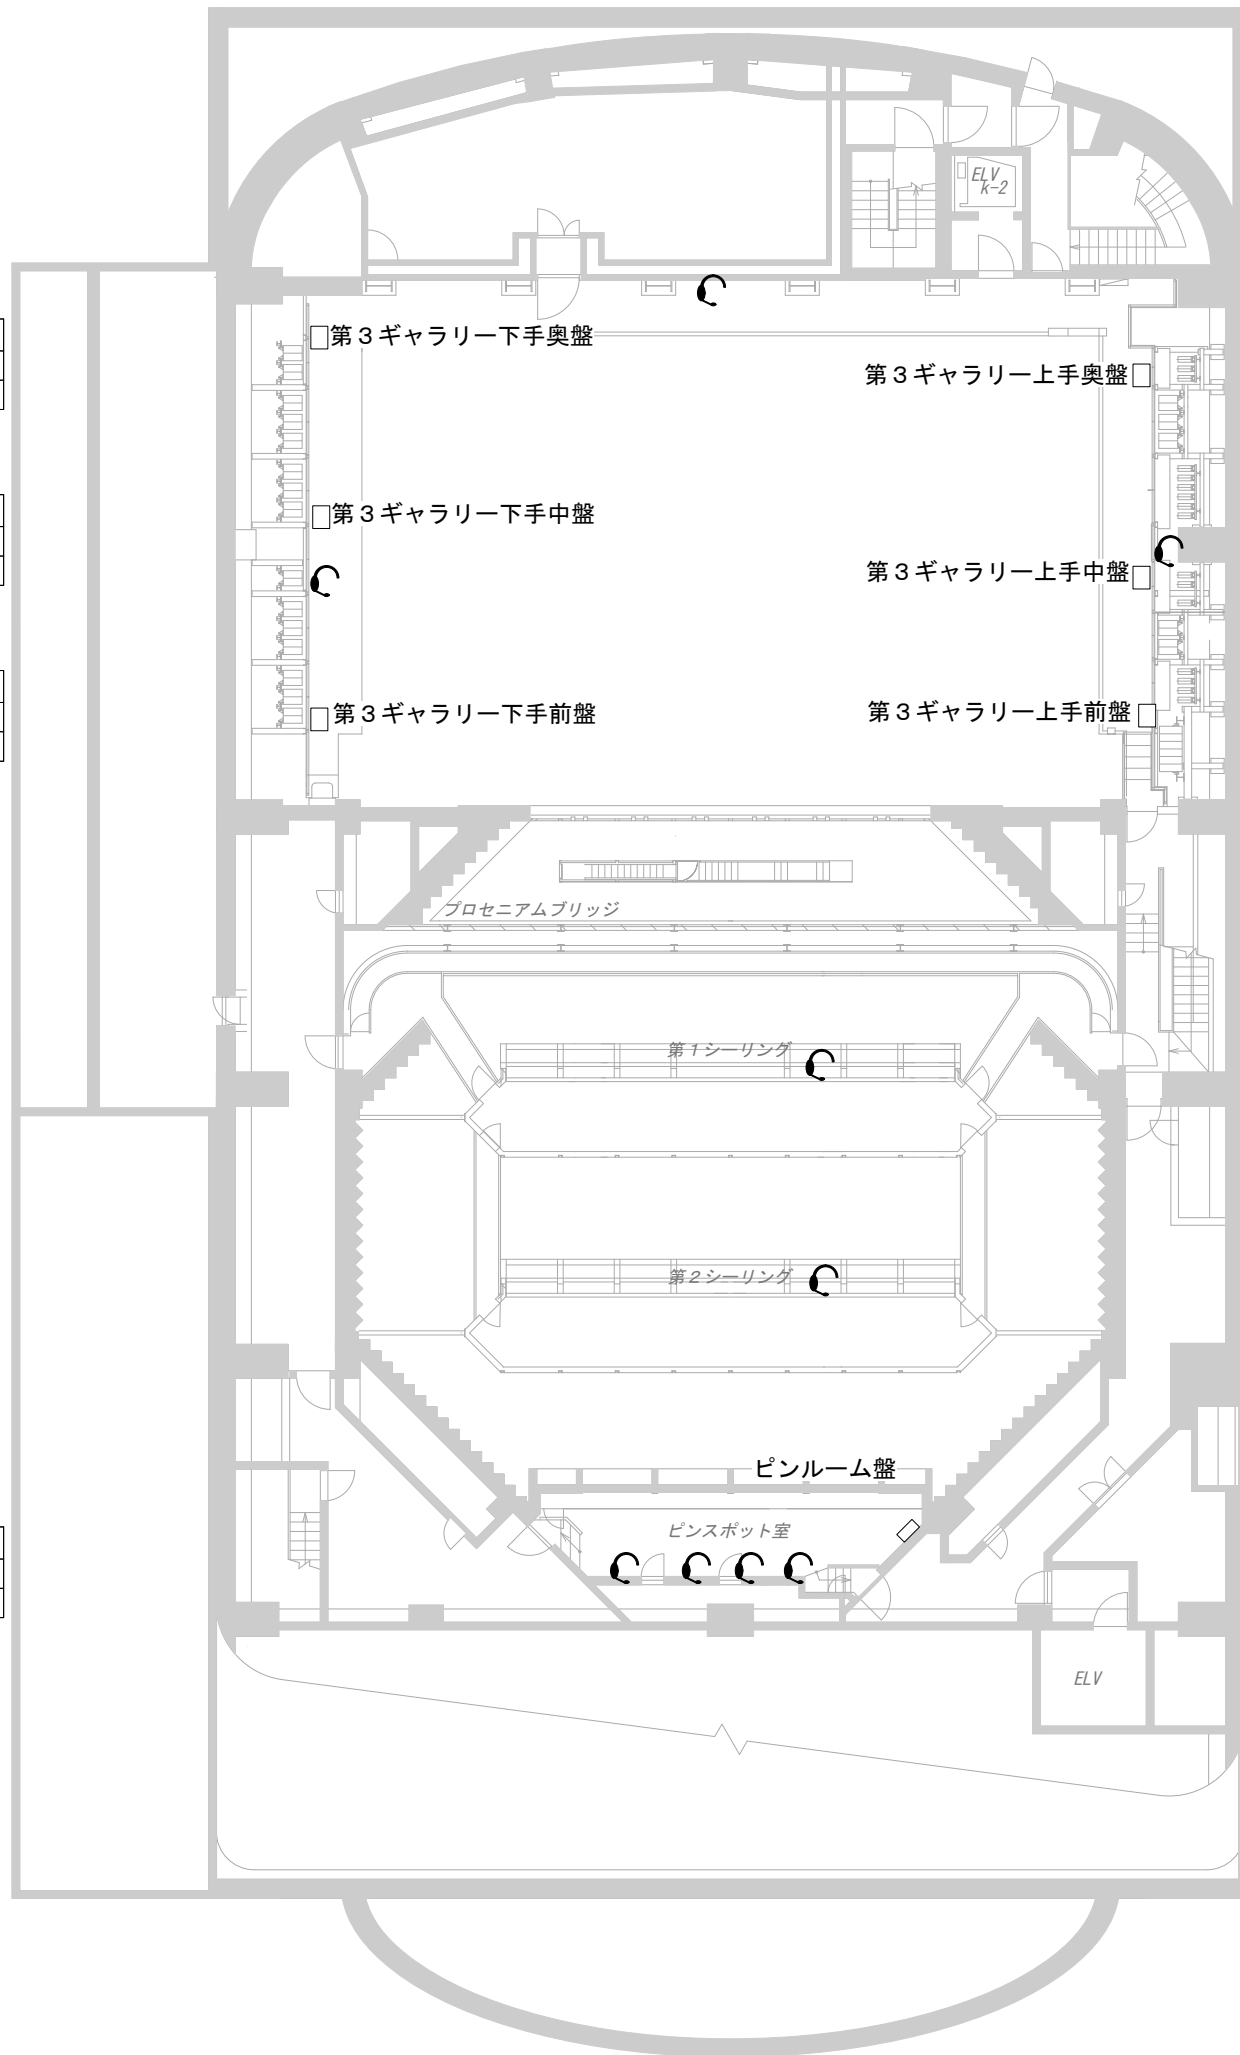 ELV
k-2
第３ギャラリー下手奥盤
第３ギャラリー上手奥盤
第３ギャラリー下手中盤
第３ギャラリー上手中盤
第３ギャラリー下手前盤
第３ギャラリー上手前盤
プロセニアムブリッジ
第１シーリング
第２シーリング
ピンルーム盤
ピンスポット室
ELV